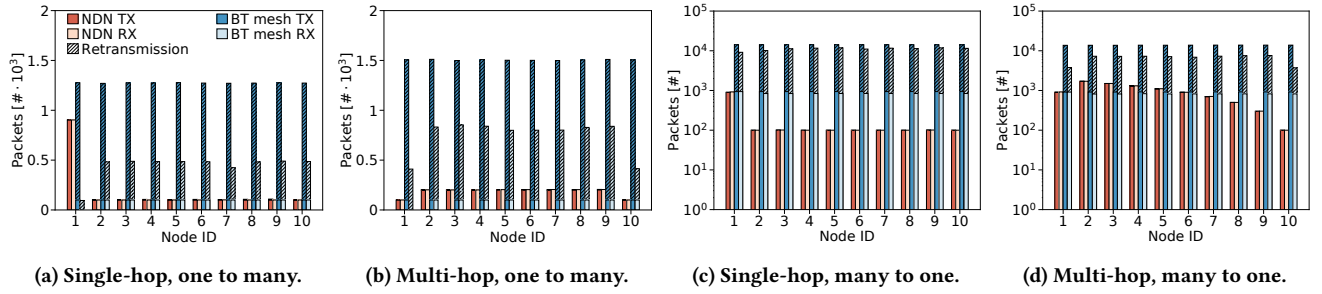 NDN TX
NDN RX
Retransmission
BT mesh TX
BT mesh RX
Packets [# · 10³]
2
1.5
1
0.5
0
1 2 3 4 5 6 7 8 9 10
Node ID
(a) Single-hop, one to many.
Packets [# · 10³]
2
1.5
1
0.5
0
1 2 3 4 5 6 7 8 9 10
Node ID
(b) Multi-hop, one to many.
Packets [#]
10⁵
10⁴
10³
10²
10¹
10⁰
1 2 3 4 5 6 7 8 9 10
Node ID
(c) Single-hop, many to one.
Packets [#]
10⁵
10⁴
10³
10²
10¹
10⁰
1 2 3 4 5 6 7 8 9 10
Node ID
(d) Multi-hop, many to one.